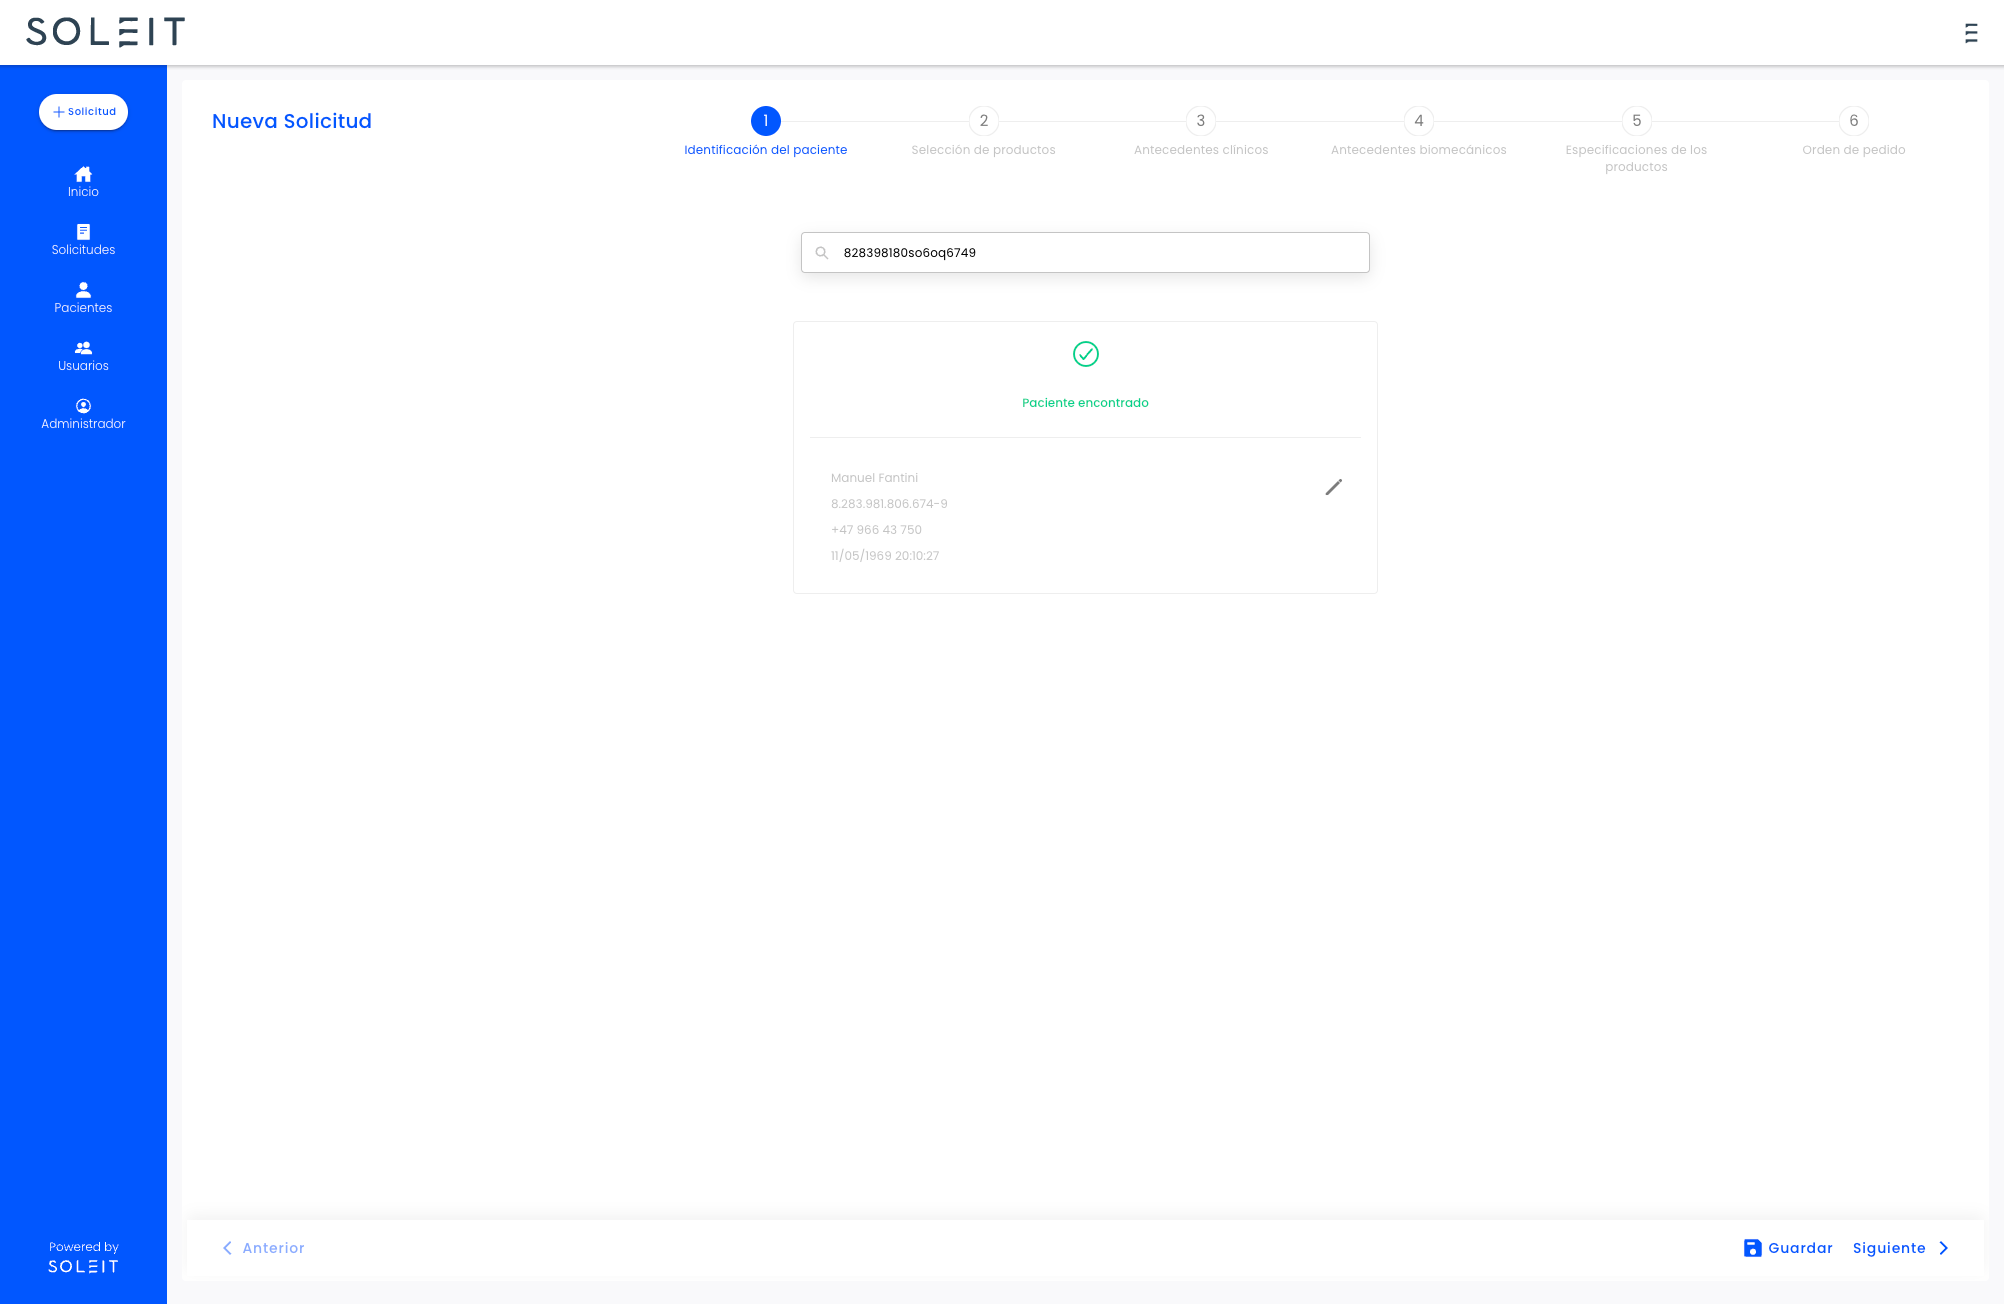 SOLEIT
Solicitud
Inicio
Solicitudes
Pacientes
Usuarios
Administrador
Powered by
SOLEIT
Nueva Solicitud
1
Identificación del paciente
2
Selección de productos
3
Antecedentes clínicos
4
Antecedentes biomecánicos
5
Especificaciones de los
productos
6
Orden de pedido
828398180so6oq6749
Paciente encontrado
Manuel Fantini
8.283.981.806.674-9
+47 966 43 750
11/05/1969 20:10:27
Anterior
Guardar
Siguiente